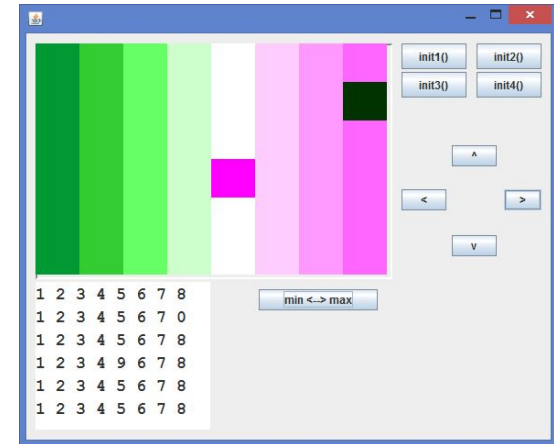 init1() init2()
init3() init4()
^
< >
v
min <--> max
1 2 3 4 5 6 7 8
1 2 3 4 5 6 7 0
1 2 3 4 5 6 7 8
1 2 3 4 9 6 7 8
1 2 3 4 5 6 7 8
1 2 3 4 5 6 7 8